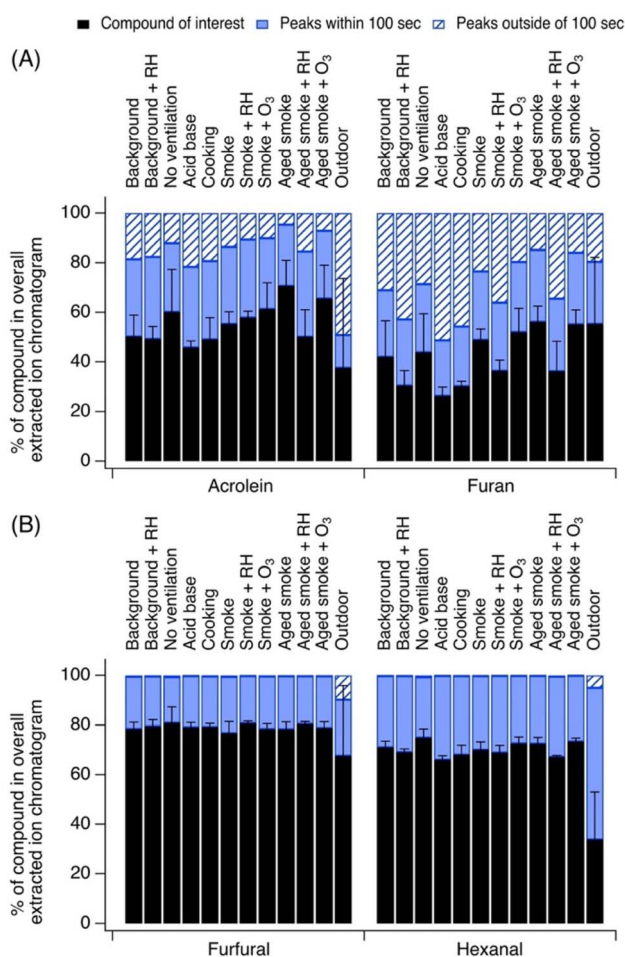 Compound of interest Peaks within 100 sec Peaks outside of 100 sec
(A)
Background
Background + RH
No ventilation
Acid base
Cooking
Smoke
Smoke + RH
Smoke + O3
Aged smoke
Aged smoke + RH
Aged smoke + O3
Outdoor
Background
Background + RH
No ventilation
Acid base
Cooking
Smoke
Smoke + RH
Smoke + O3
Aged smoke
Aged smoke + RH
Aged smoke + O3
Outdoor
% of compound in overall
extracted ion chromatogram
100
80
60
40
20
0
Acrolein Furan
(B)
Background
Background + RH
No ventilation
Acid base
Cooking
Smoke
Smoke + RH
Smoke + O3
Aged smoke
Aged smoke + RH
Aged smoke + O3
Outdoor
Background
Background + RH
No ventilation
Acid base
Cooking
Smoke
Smoke + RH
Smoke + O3
Aged smoke
Aged smoke + RH
Aged smoke + O3
Outdoor
% of compound in overall
extracted ion chromatogram
100
80
60
40
20
0
Furfural Hexanal